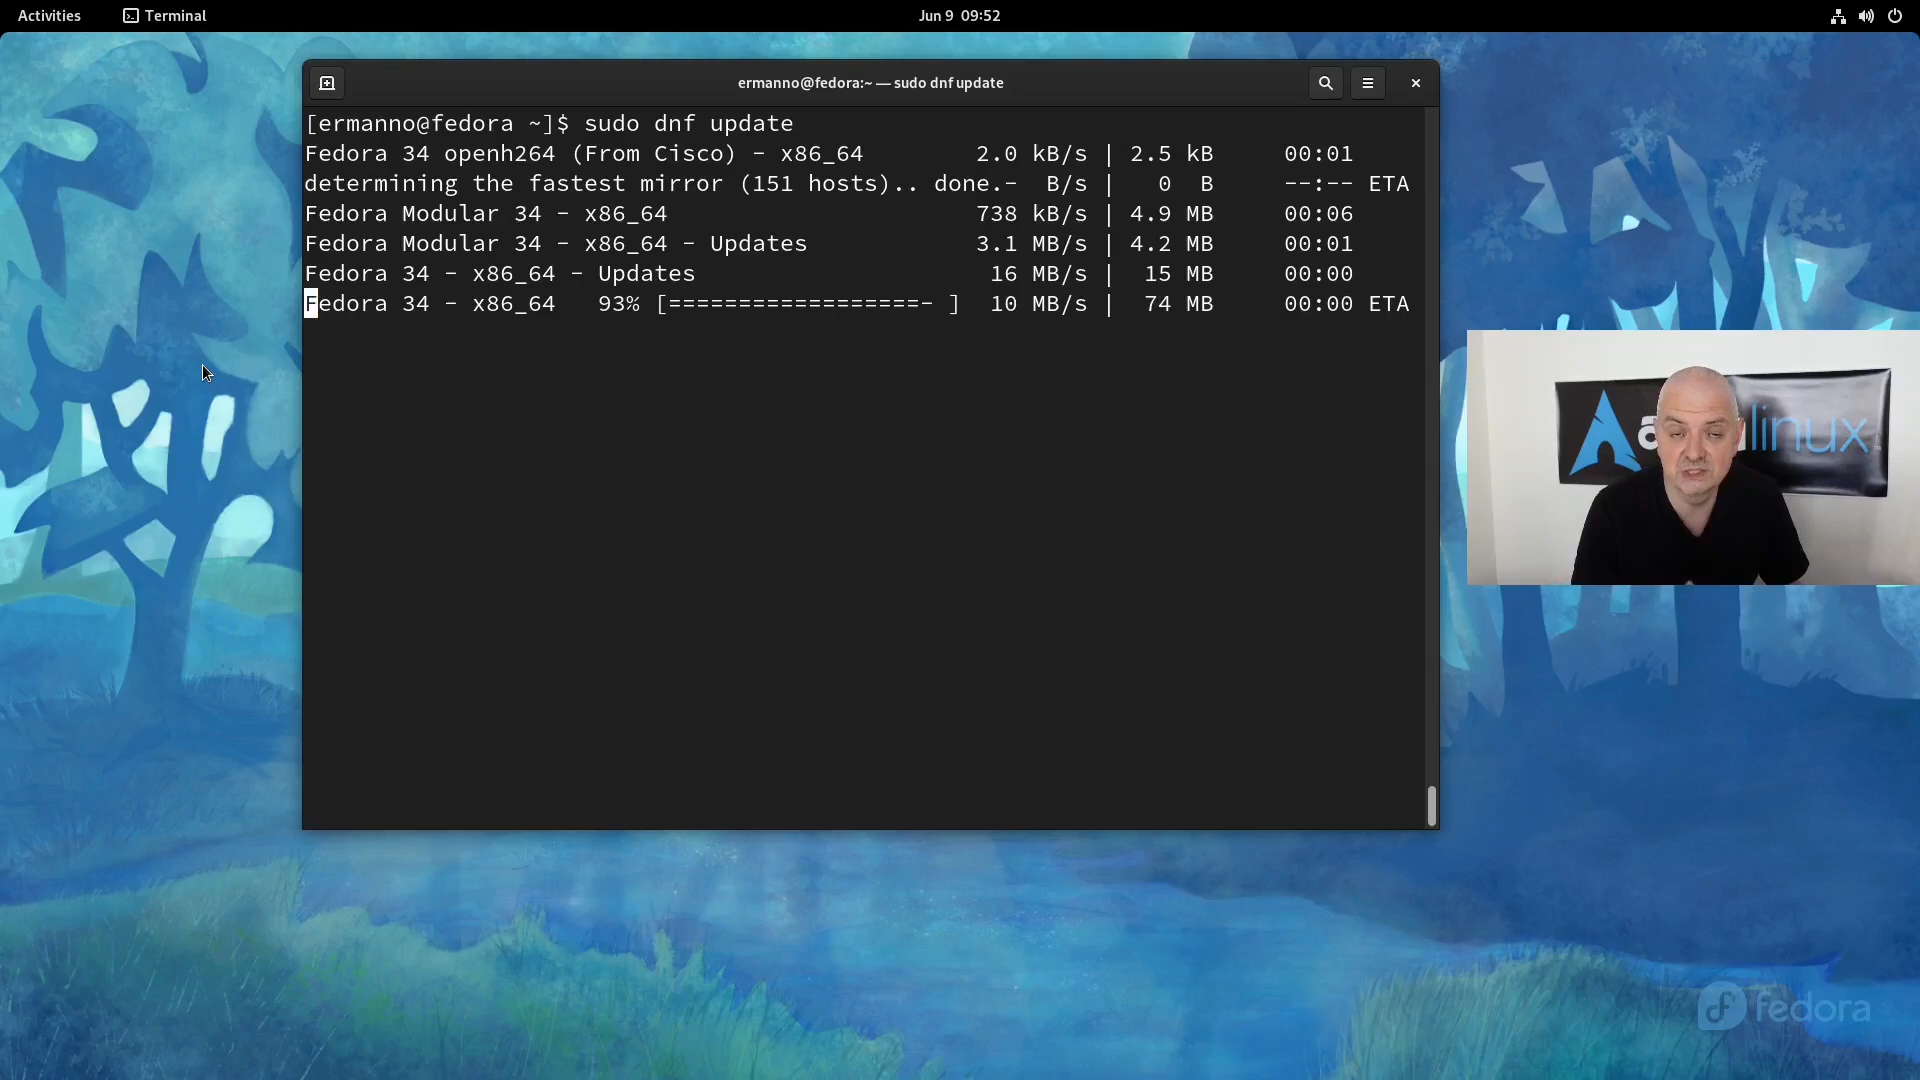 Activities Terminal Jun 9 09:52
ermanno@fedora:~ — sudo dnf update
[ermanno@fedora ~]$ sudo dnf update
Fedora 34 openh264 (From Cisco) - x86_64 2.0 kB/s | 2.5 kB 00:01
determining the fastest mirror (151 hosts).. done.- B/s | 0 B --:-- ETA
Fedora Modular 34 - x86_64 738 kB/s | 4.9 MB 00:06
Fedora Modular 34 - x86_64 - Updates 3.1 MB/s | 4.2 MB 00:01
Fedora 34 - x86_64 - Updates 16 MB/s | 15 MB 00:00
Fedora 34 - x86_64 93% [==================- ] 10 MB/s | 74 MB 00:00 ETA
linux
fedora